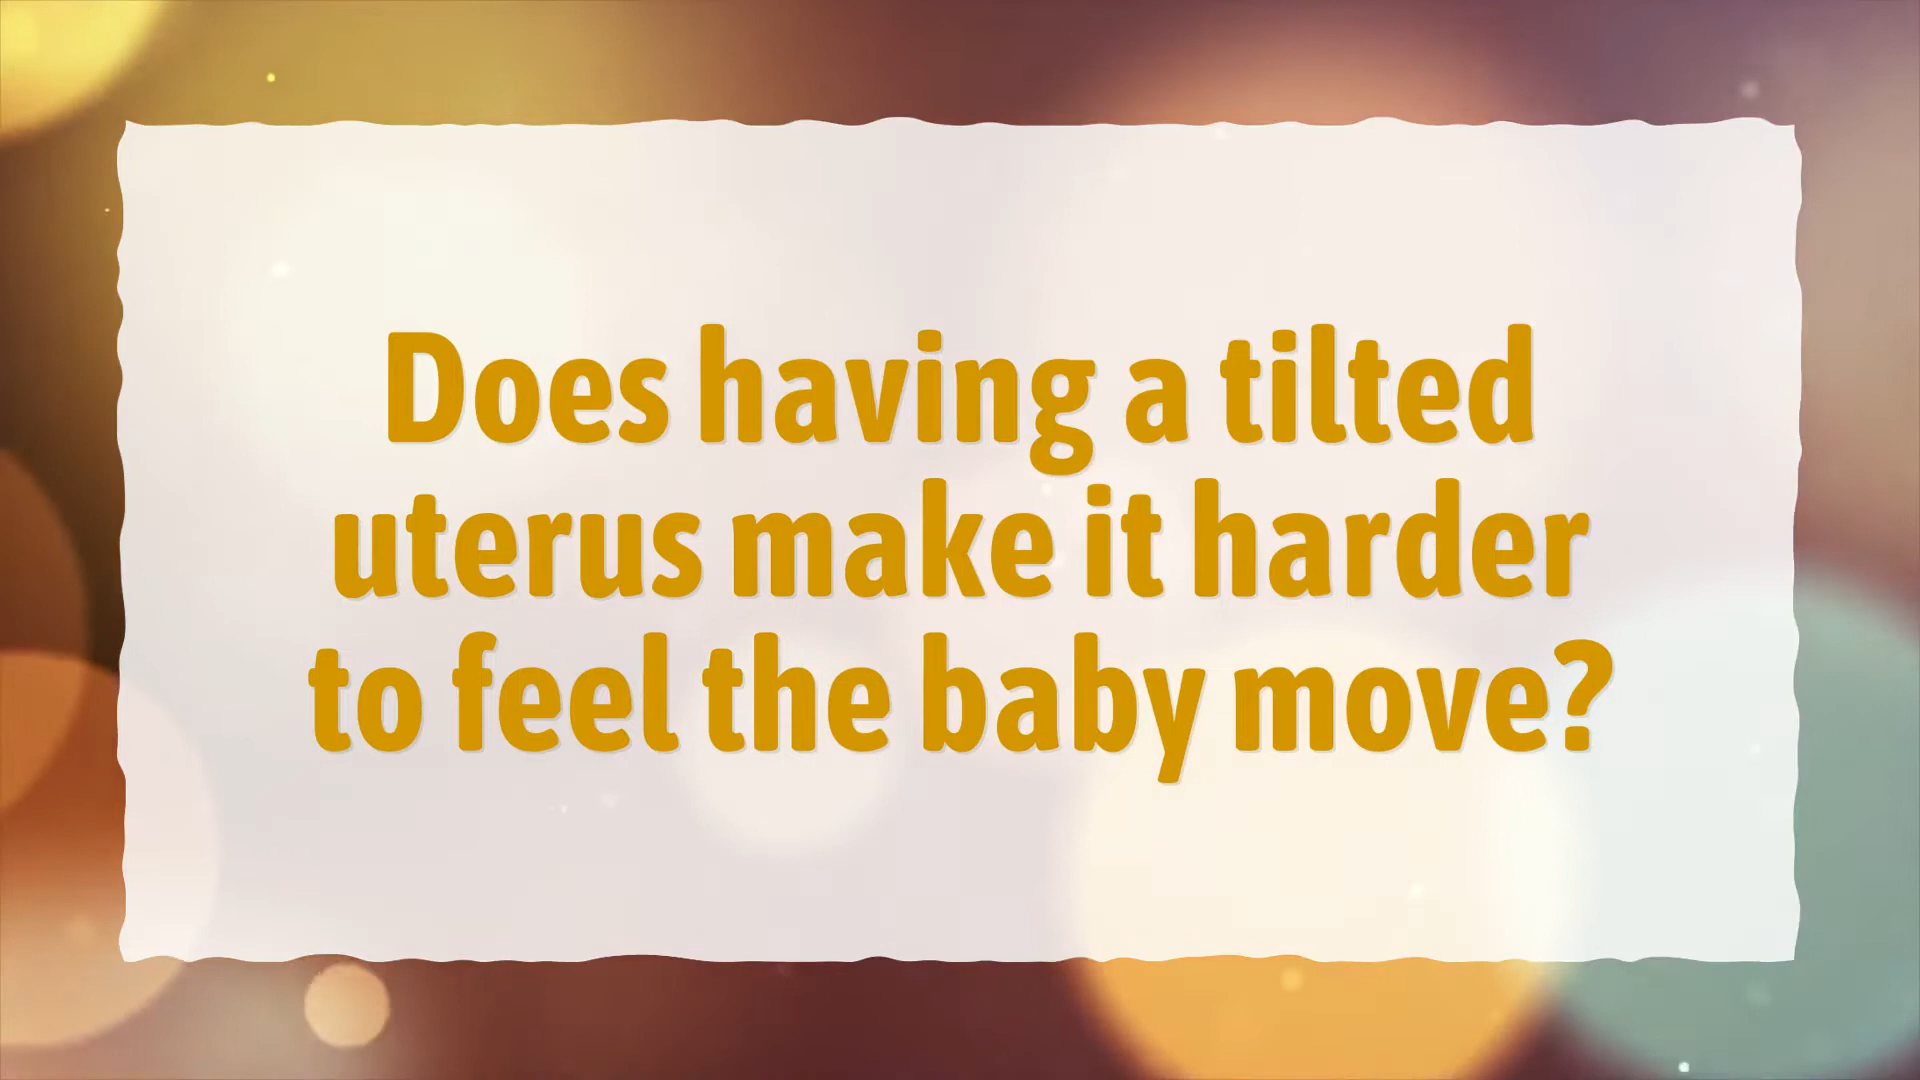 Does having a tilted
uterus make it harder
to feel the baby move?